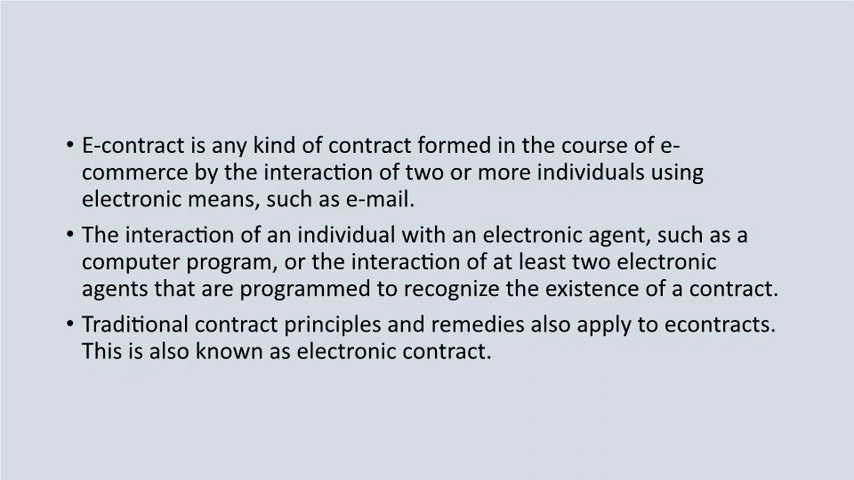 • E-contract is any kind of contract formed in the course of e-
commerce by the interaction of two or more individuals using
electronic means, such as e-mail.
• The interaction of an individual with an electronic agent, such as a
computer program, or the interaction of at least two electronic
agents that are programmed to recognize the existence of a contract.
• Traditional contract principles and remedies also apply to econtracts.
This is also known as electronic contract.